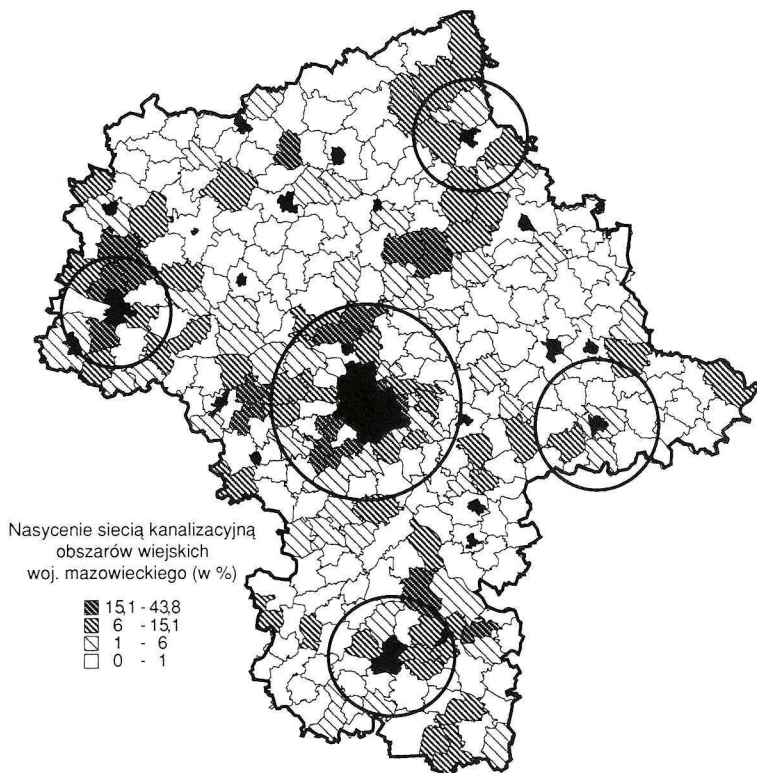 Nasycenie siecią kanalizacyjną
obszarów wiejskich
woj. mazowieckiego (w %)
15,1 - 43,8
6 - 15,1
1 - 6
0 - 1